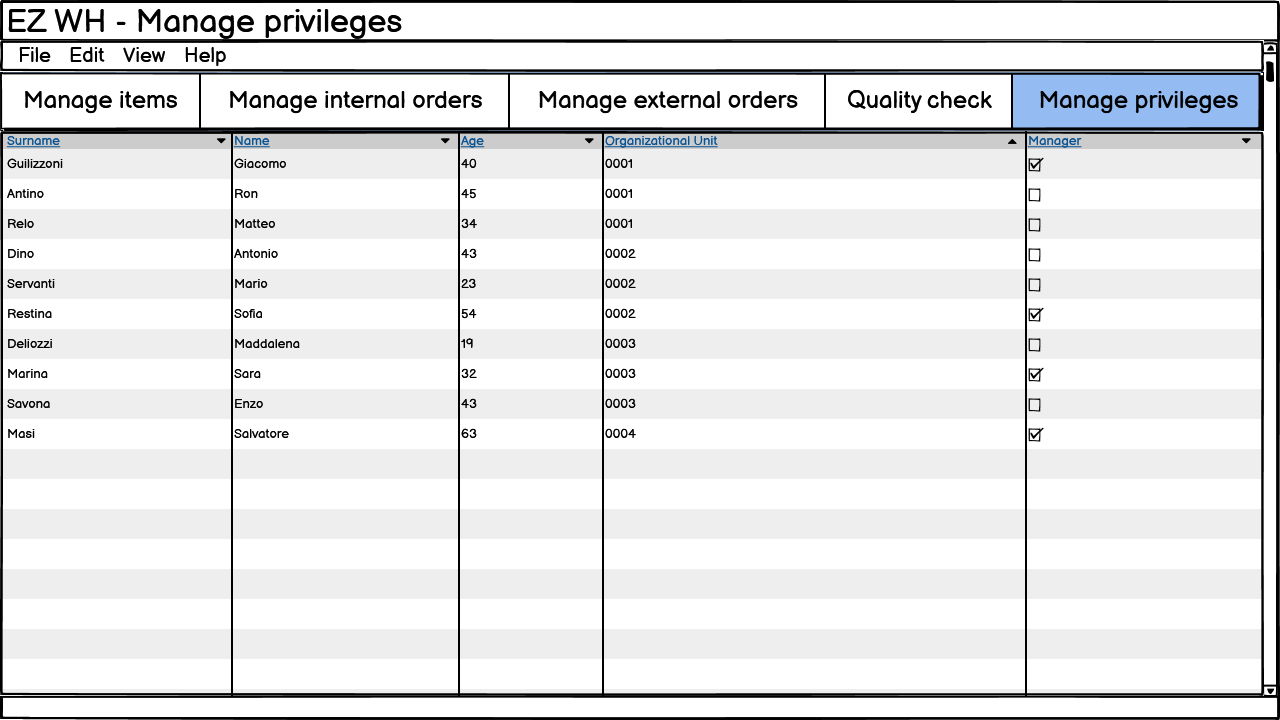 EZ WH - Manage privileges
File Edit View Help
Manage items Manage internal orders Manage external orders Quality check Manage privileges
Surname Name Age Organizational Unit Manager
Guilizzoni Giacomo 40 0001
Antino Ron 45 0001
Relo Matteo 34 0001
Dino Antonio 43 0002
Servanti Mario 23 0002
Restina Sofia 54 0002
Deliozzi Maddalena 19 0003
Marina Sara 32 0003
Savona Enzo 43 0003
Masi Salvatore 63 0004